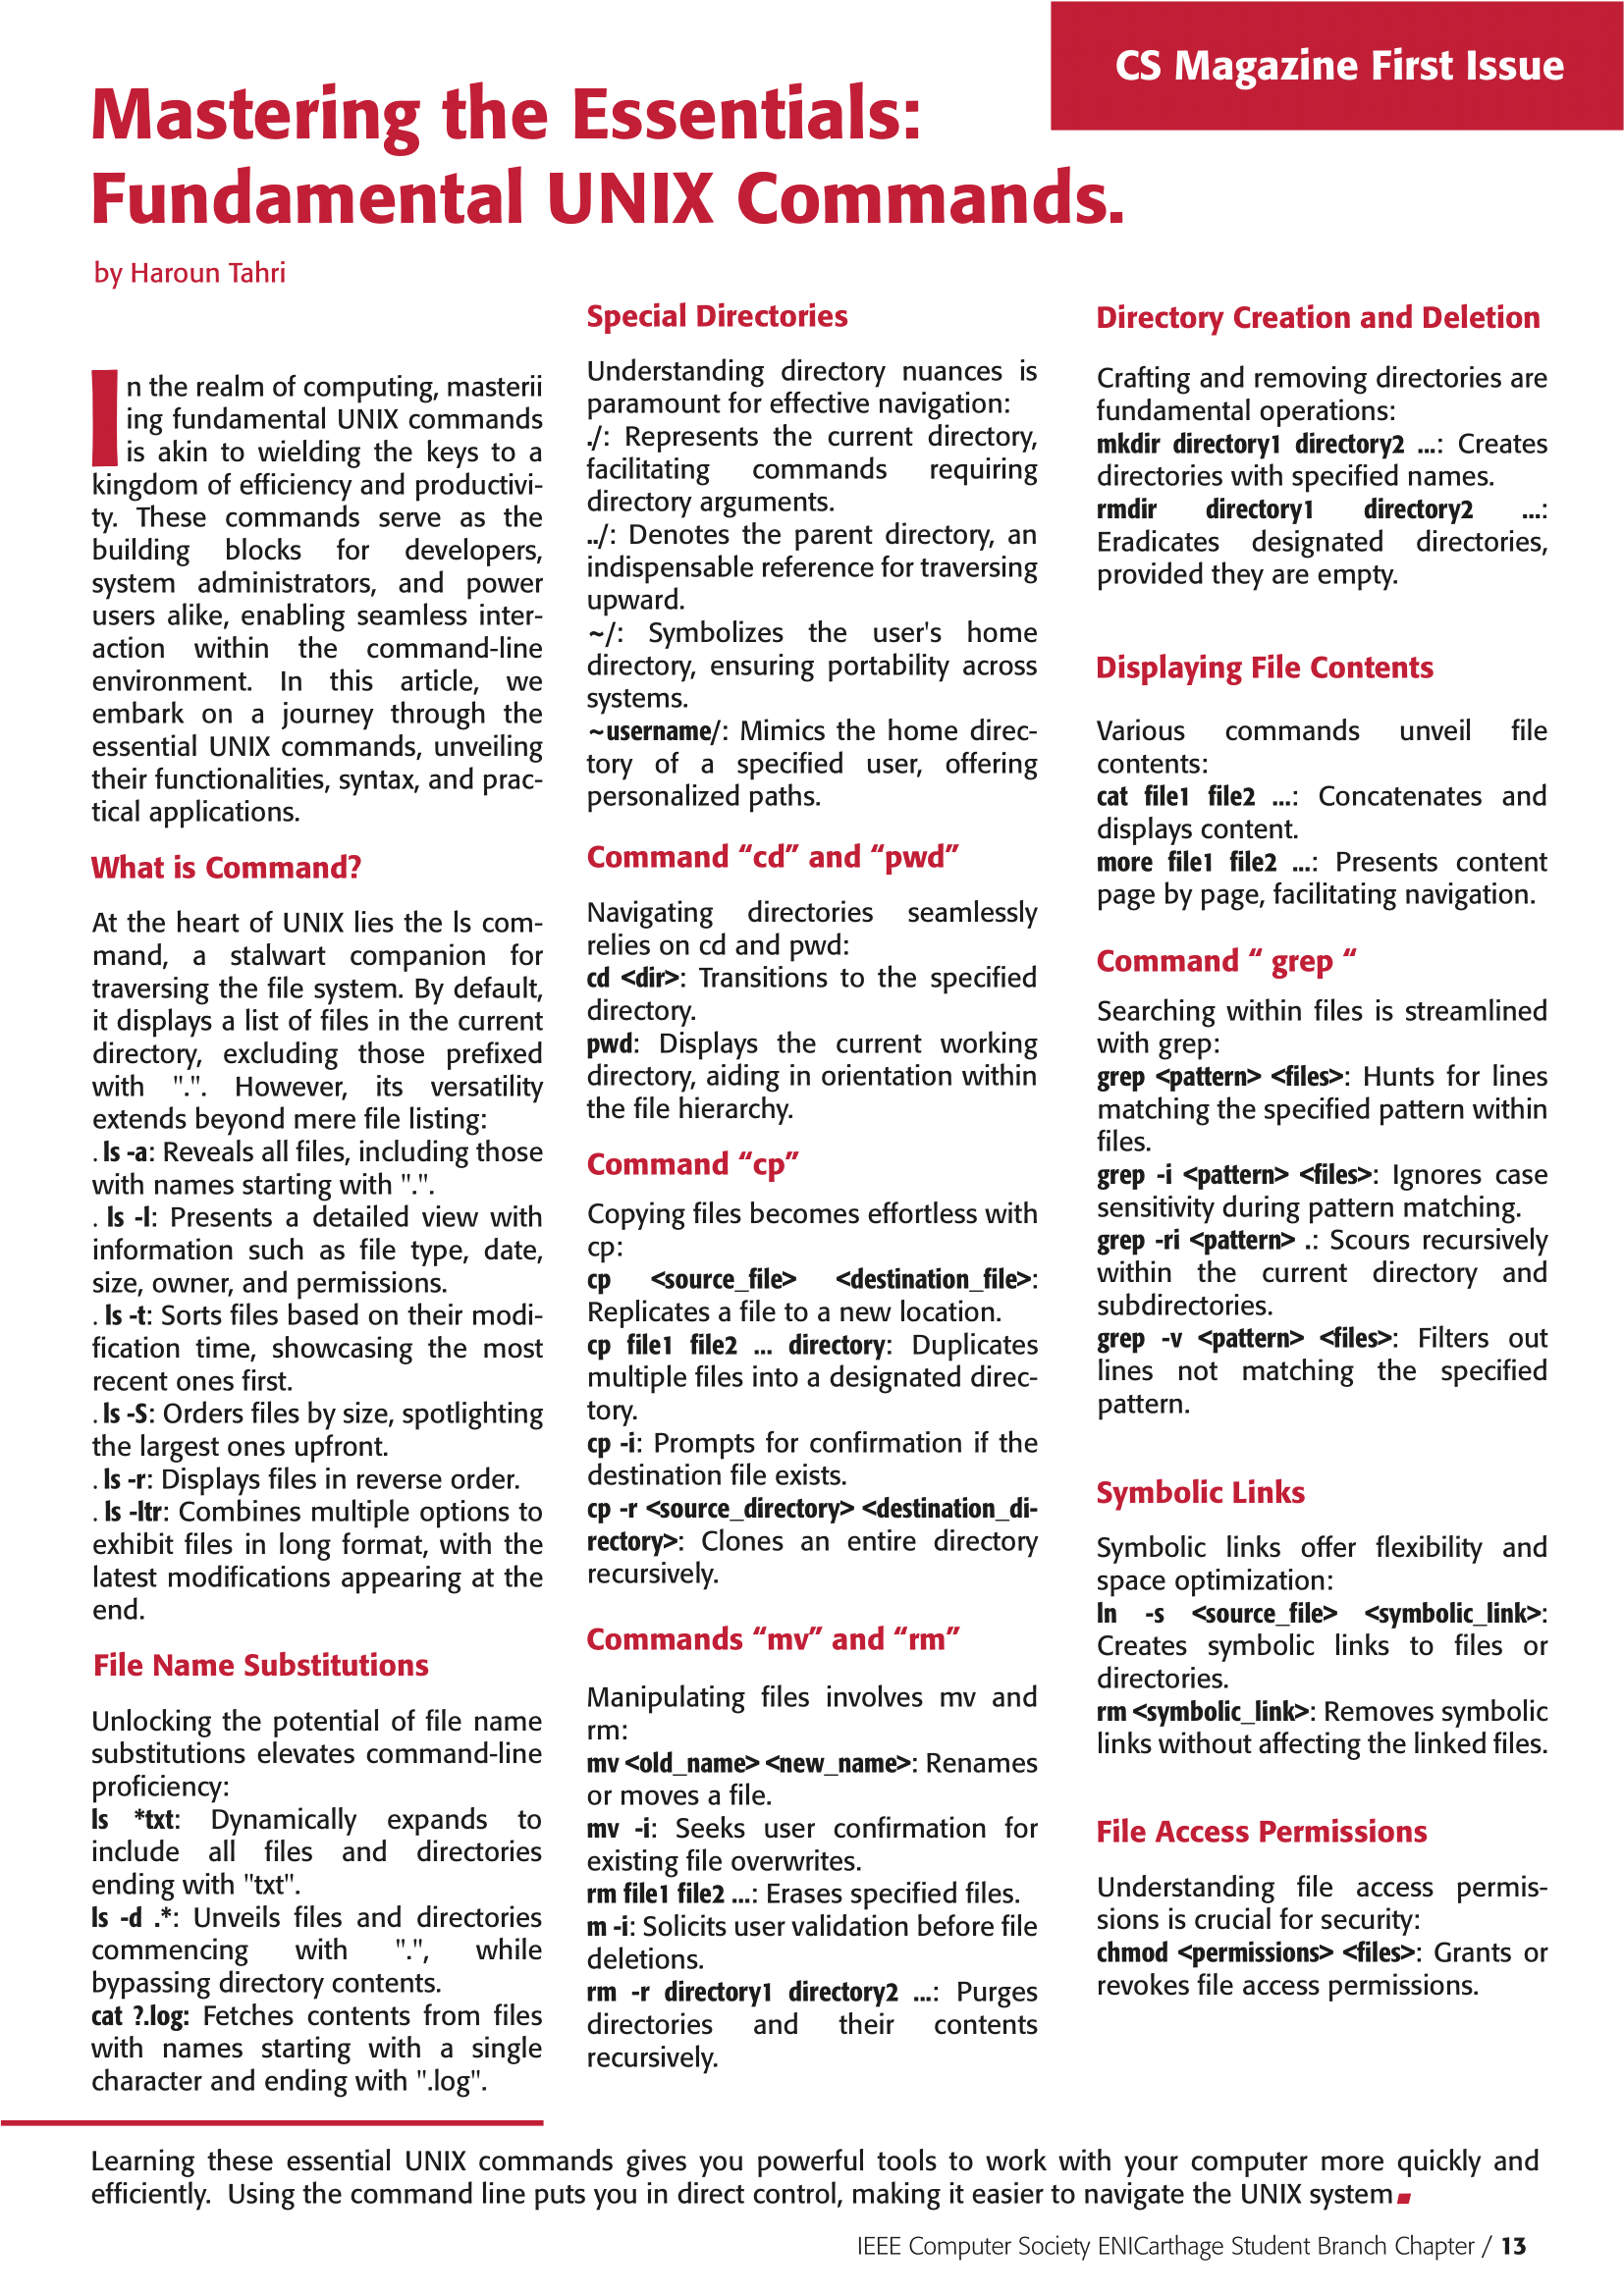 CS Magazine First Issue
Mastering the Essentials:
Fundamental UNIX Commands.
by Haroun Tahri
In the realm of computing, masterii
ing fundamental UNIX commands
is akin to wielding the keys to a
kingdom of efficiency and productivi-
ty. These commands serve as the
building blocks for developers,
system administrators, and power
users alike, enabling seamless inter-
action within the command-line
environment. In this article, we
embark on a journey through the
essential UNIX commands, unveiling
their functionalities, syntax, and prac-
tical applications.
What is Command?
At the heart of UNIX lies the ls com-
mand, a stalwart companion for
traversing the file system. By default,
it displays a list of files in the current
directory, excluding those prefixed
with ".". However, its versatility
extends beyond mere file listing:
. ls -a: Reveals all files, including those
with names starting with ".".
. ls -l: Presents a detailed view with
information such as file type, date,
size, owner, and permissions.
. ls -t: Sorts files based on their modi-
fication time, showcasing the most
recent ones first.
. ls -S: Orders files by size, spotlighting
the largest ones upfront.
. ls -r: Displays files in reverse order.
. ls -ltr: Combines multiple options to
exhibit files in long format, with the
latest modifications appearing at the
end.
File Name Substitutions
Unlocking the potential of file name
substitutions elevates command-line
proficiency:
ls *txt: Dynamically expands to
include all files and directories
ending with "txt".
ls -d .*: Unveils files and directories
commencing with ".", while
bypassing directory contents.
cat ?.log: Fetches contents from files
with names starting with a single
character and ending with ".log".
Special Directories
Understanding directory nuances is
paramount for effective navigation:
./: Represents the current directory,
facilitating commands requiring
directory arguments.
../: Denotes the parent directory, an
indispensable reference for traversing
upward.
~/: Symbolizes the user's home
directory, ensuring portability across
systems.
~username/: Mimics the home direc-
tory of a specified user, offering
personalized paths.
Command “cd” and “pwd”
Navigating directories seamlessly
relies on cd and pwd:
cd <dir>: Transitions to the specified
directory.
pwd: Displays the current working
directory, aiding in orientation within
the file hierarchy.
Command “cp”
Copying files becomes effortless with
cp:
cp <source_file> <destination_file>:
Replicates a file to a new location.
cp file1 file2 ... directory: Duplicates
multiple files into a designated direc-
tory.
cp -i: Prompts for confirmation if the
destination file exists.
cp -r <source_directory> <destination_di-
rectory>: Clones an entire directory
recursively.
Commands “mv” and “rm”
Manipulating files involves mv and
rm:
mv <old_name> <new_name>: Renames
or moves a file.
mv -i: Seeks user confirmation for
existing file overwrites.
rm file1 file2 ...: Erases specified files.
m -i: Solicits user validation before file
deletions.
rm -r directory1 directory2 ...: Purges
directories and their contents
recursively.
Directory Creation and Deletion
Crafting and removing directories are
fundamental operations:
mkdir directory1 directory2 ...: Creates
directories with specified names.
rmdir directory1 directory2 ...:
Eradicates designated directories,
provided they are empty.
Displaying File Contents
Various commands unveil file
contents:
cat file1 file2 ...: Concatenates and
displays content.
more file1 file2 ...: Presents content
page by page, facilitating navigation.
Command “ grep “
Searching within files is streamlined
with grep:
grep <pattern> <files>: Hunts for lines
matching the specified pattern within
files.
grep -i <pattern> <files>: Ignores case
sensitivity during pattern matching.
grep -ri <pattern> .: Scours recursively
within the current directory and
subdirectories.
grep -v <pattern> <files>: Filters out
lines not matching the specified
pattern.
Symbolic Links
Symbolic links offer flexibility and
space optimization:
ln -s <source_file> <symbolic_link>:
Creates symbolic links to files or
directories.
rm <symbolic_link>: Removes symbolic
links without affecting the linked files.
File Access Permissions
Understanding file access permis-
sions is crucial for security:
chmod <permissions> <files>: Grants or
revokes file access permissions.
Learning these essential UNIX commands gives you powerful tools to work with your computer more quickly and
efficiently. Using the command line puts you in direct control, making it easier to navigate the UNIX system
IEEE Computer Society ENICarthage Student Branch Chapter / 13